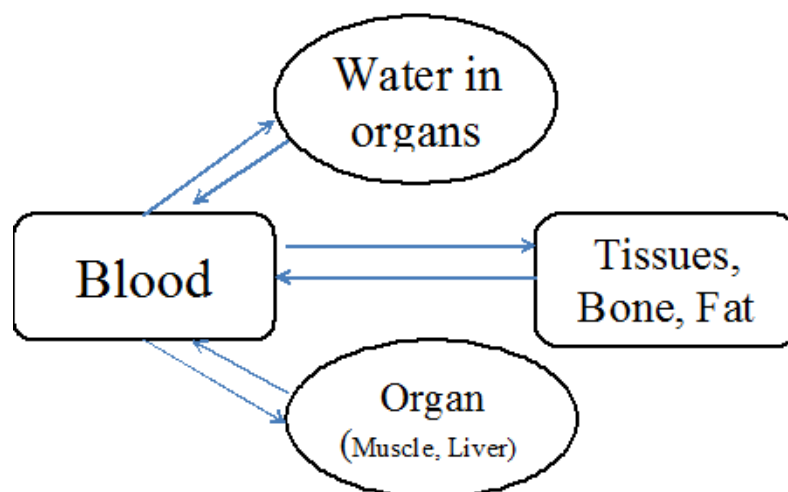 Water in
organs
Blood
Tissues,
Bone, Fat
Organ
(Muscle, Liver)